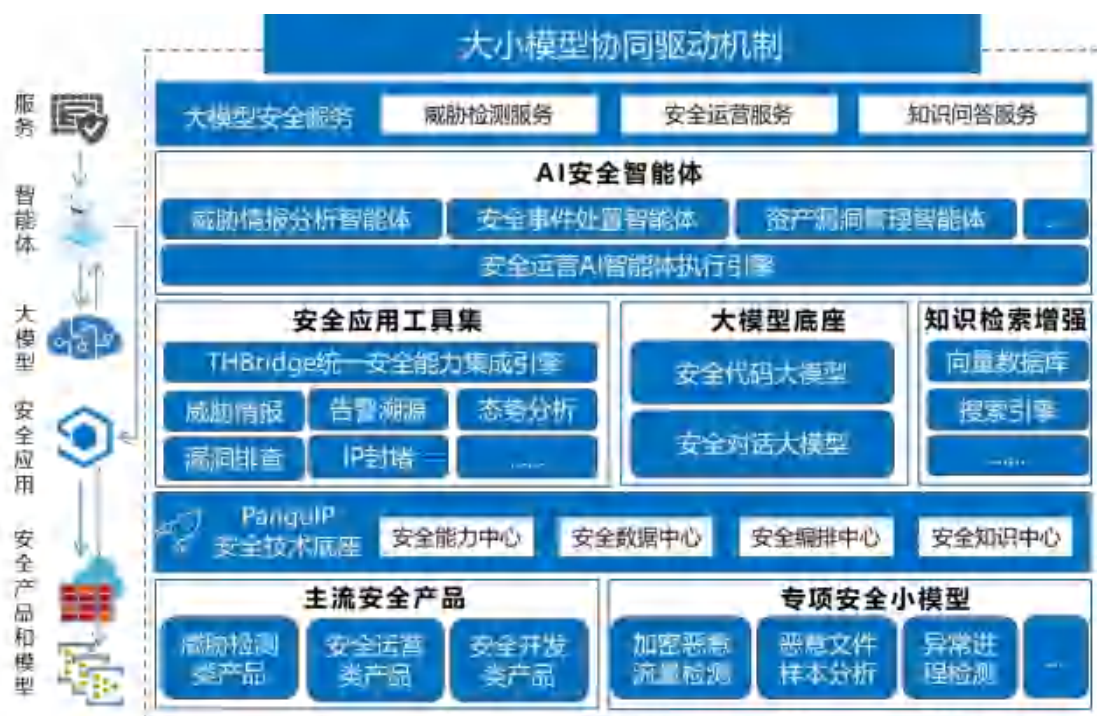 大小模型协同驱动机制
服务
大模型安全服务
威胁检测服务
安全运营服务
知识问答服务
智能体
AI安全智能体
威胁情报分析智能体
安全事件处置智能体
资产漏洞管理智能体
...
安全运营AI智能体执行引擎
大模型
安全应用工具集
THBridge统一安全能力集成引擎
威胁情报
告警溯源
态势分析
漏洞排查
IP封堵
......
大模型底座
安全代码大模型
安全对话大模型
知识检索增强
向量数据库
搜索引擎
......
安全应用
PanguIP
安全技术底座
安全能力中心
安全数据中心
安全编排中心
安全知识中心
安全产品和模型
主流安全产品
威胁检测
类产品
安全运营
类产品
安全开发
类产品
专项安全小模型
加密恶意
流量检测
恶意文件
样本分析
异常进
程检测
...